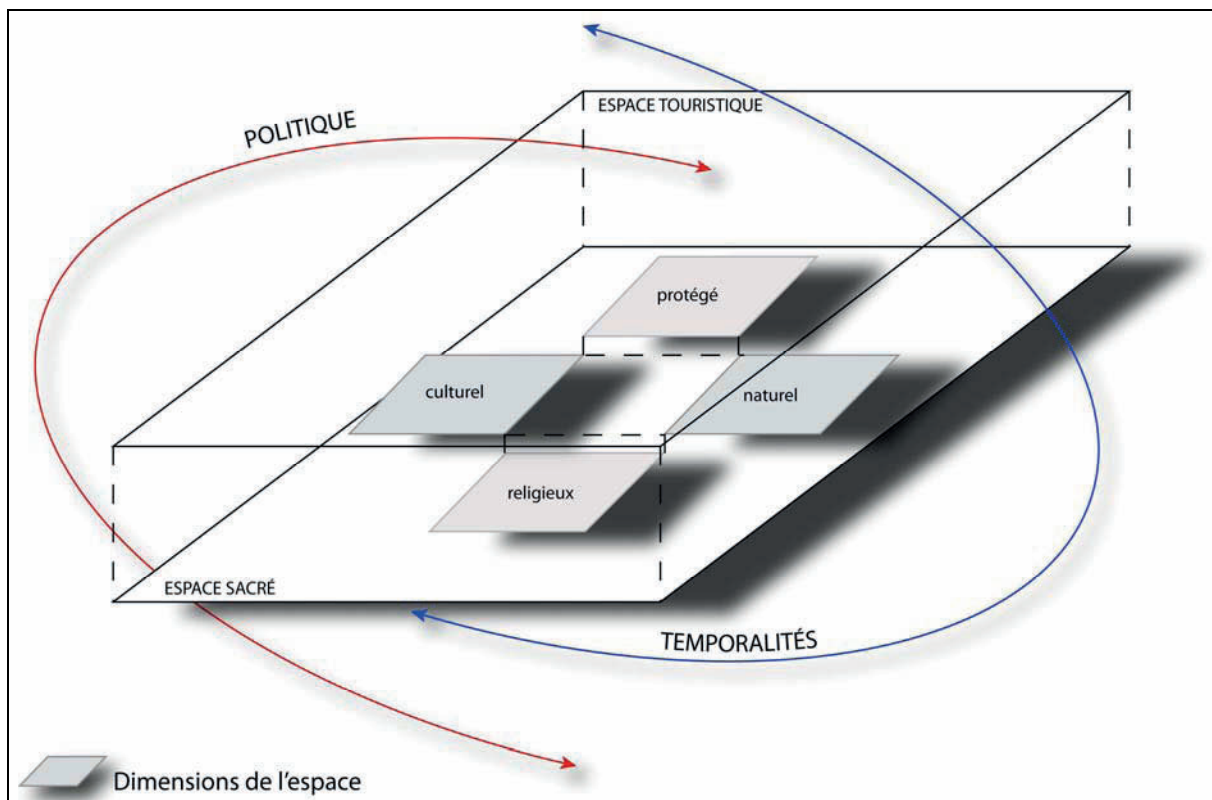 ESPACE TOURISTIQUE
POLITIQUE
protégé
culturel
naturel
religieux
ESPACE SACRÉ
TEMPORALITÉS
Dimensions de l'espace